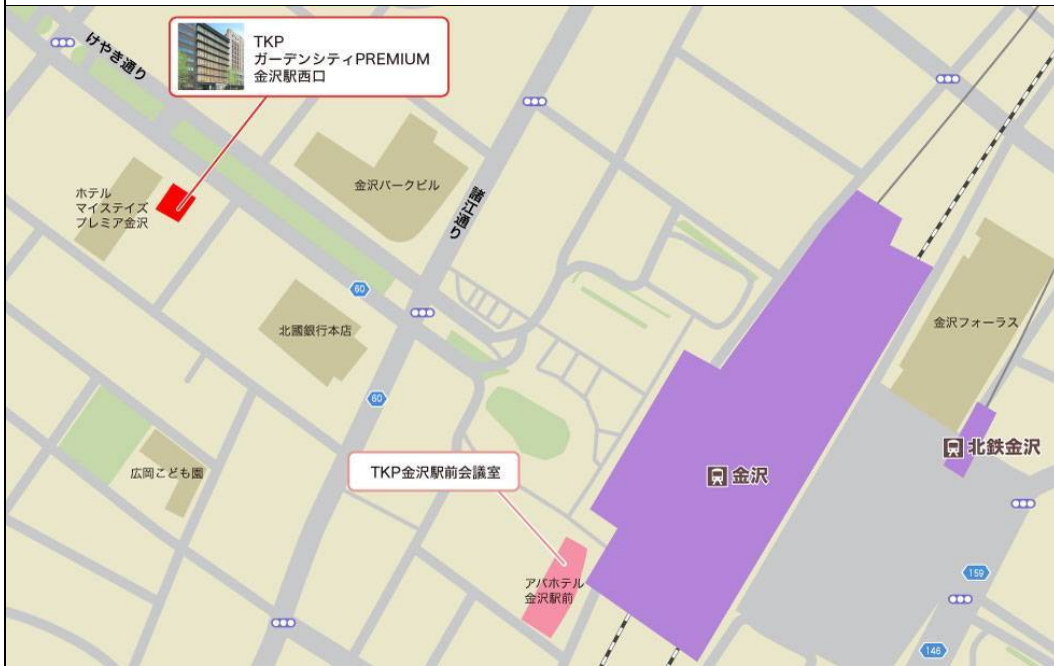 TKP
ガーデンシティPREMIUM
金沢駅西口
けやき通り
金沢パークビル
諸江通り
ホテル
マイステイズ
プレミア金沢
60
北國銀行本店
60
金沢フォーラス
北鉄金沢
金沢
TKP金沢駅前会議室
広岡こども園
アパホテル
金沢駅前
159
146